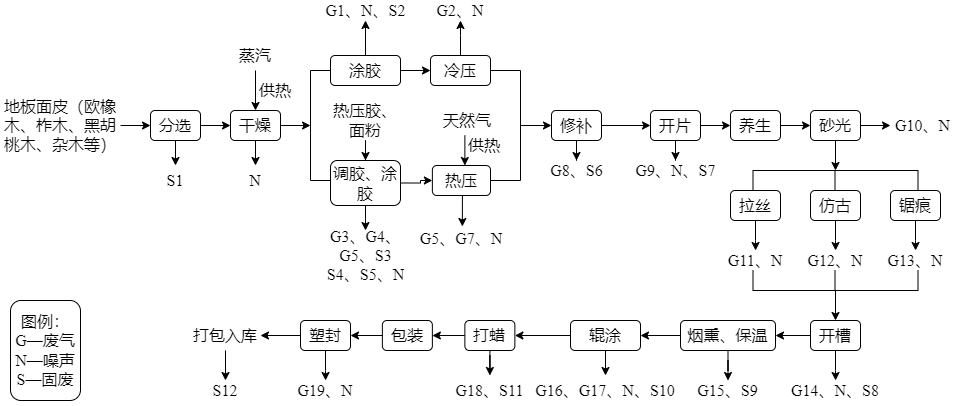 G1、N、S2
G2、N
蒸汽
供热
涂胶
冷压
地板面皮（欧橡
木、柞木、黑胡
桃木、杂木等）
分选
干燥
热压胶、
面粉
天然气
供热
修补
开片
养生
砂光
G10、N
S1
N
调胶、涂
胶
热压
G8、S6
G9、N、S7
G3、G4、
G5、S3
S4、S5、N
G5、G7、N
拉丝
仿古
锯痕
G11、N
G12、N
G13、N
图例：
G—废气
N—噪声
S—固废
打包入库
塑封
包装
打蜡
辊涂
烟熏、保温
开槽
S12
G19、N
G18、S11
G16、G17、N、S10
G15、S9
G14、N、S8